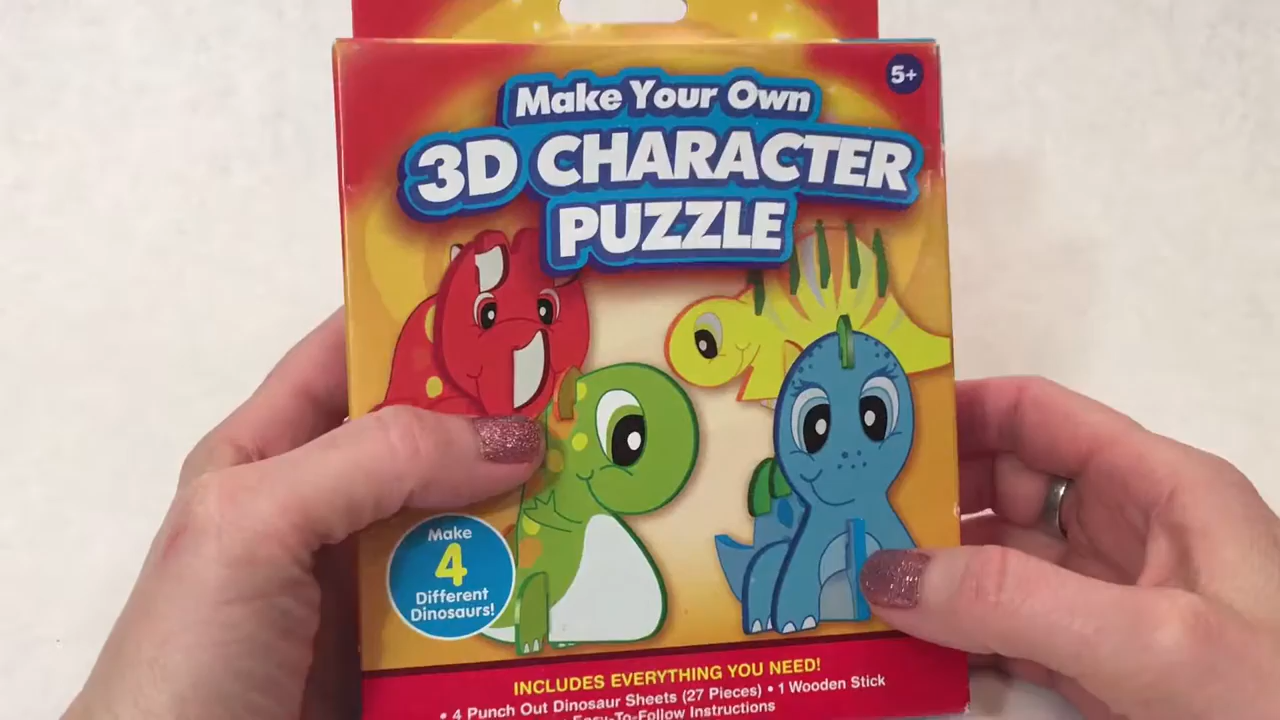 5+
Make Your Own
3D CHARACTER
PUZZLE
Make
4
Different
Dinosaurs!
INCLUDES EVERYTHING YOU NEED!
• 4 Punch Out Dinosaur Sheets (27 Pieces) • 1 Wooden Stick
Easy-To-Follow Instructions